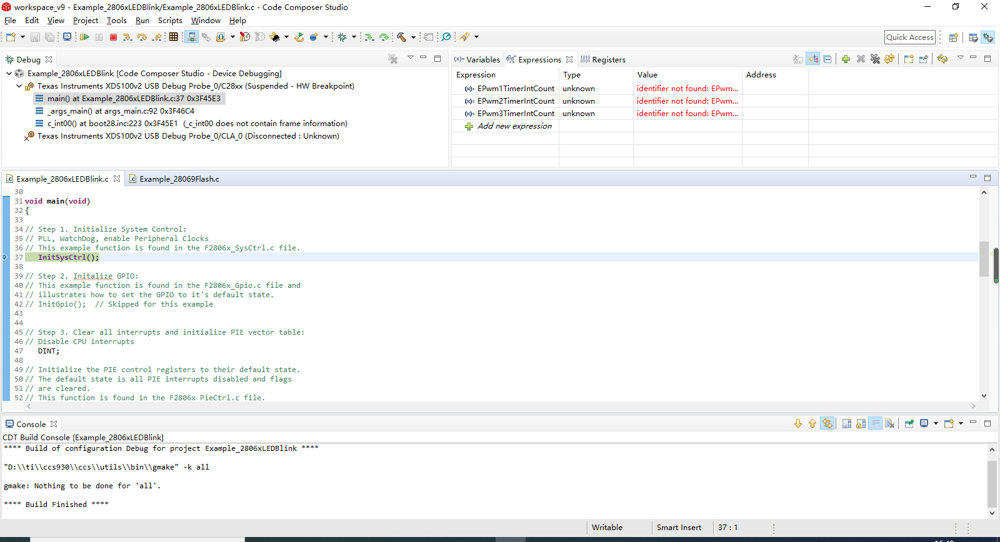 workspace_v9 - Example_2806xLEDBlink/Example_2806xLEDBlink.c - Code Composer Studio
File Edit View Project Tools Run Scripts Window Help
Quick Access
Debug
Example_2806xLEDBlink [Code Composer Studio - Device Debugging]
Texas Instruments XDS100v2 USB Debug Probe_0/C28xx (Suspended - HW Breakpoint)
main() at Example_2806xLEDBlink.c:37 0x3F45E3
_args_main() at args_main.c:92 0x3F46C4
c_int00() at boot28.inc:223 0x3F45E1 (_c_int00 does not contain frame information)
Texas Instruments XDS100v2 USB Debug Probe_0/CLA_0 (Disconnected : Unknown)
(x)= Variables Expressions 1010 0101 Registers
Expression Type Value Address
(x)= EPwm1TimerIntCount unknown identifier not found: EPwm...
(x)= EPwm2TimerIntCount unknown identifier not found: EPwm...
(x)= EPwm3TimerIntCount unknown identifier not found: EPwm...
Add new expression
Example_2806xLEDBlink.c Example_28069Flash.c
30
31 void main(void)
32 {
33
34 // Step 1. Initialize System Control:
35 // PLL, WatchDog, enable Peripheral Clocks
36 // This example function is found in the F2806x_SysCtrl.c file.
37 InitSysCtrl();
38
39 // Step 2. Initalize GPIO:
40 // This example function is found in the F2806x_Gpio.c file and
41 // illustrates how to set the GPIO to it's default state.
42 // InitGpio(); // Skipped for this example
43
44
45 // Step 3. Clear all interrupts and initialize PIE vector table:
46 // Disable CPU interrupts
47 DINT;
48
49 // Initialize the PIE control registers to their default state.
50 // The default state is all PIE interrupts disabled and flags
51 // are cleared.
52 // This function is found in the F2806x_PieCtrl.c file.
Console
CDT Build Console [Example_2806xLEDBlink]
**** Build of configuration Debug for project Example_2806xLEDBlink ****
"D:\\ti\\ccs930\\ccs\\utils\\bin\\gmake" -k all
gmake: Nothing to be done for 'all'.
**** Build Finished ****
Writable Smart Insert 37 : 1